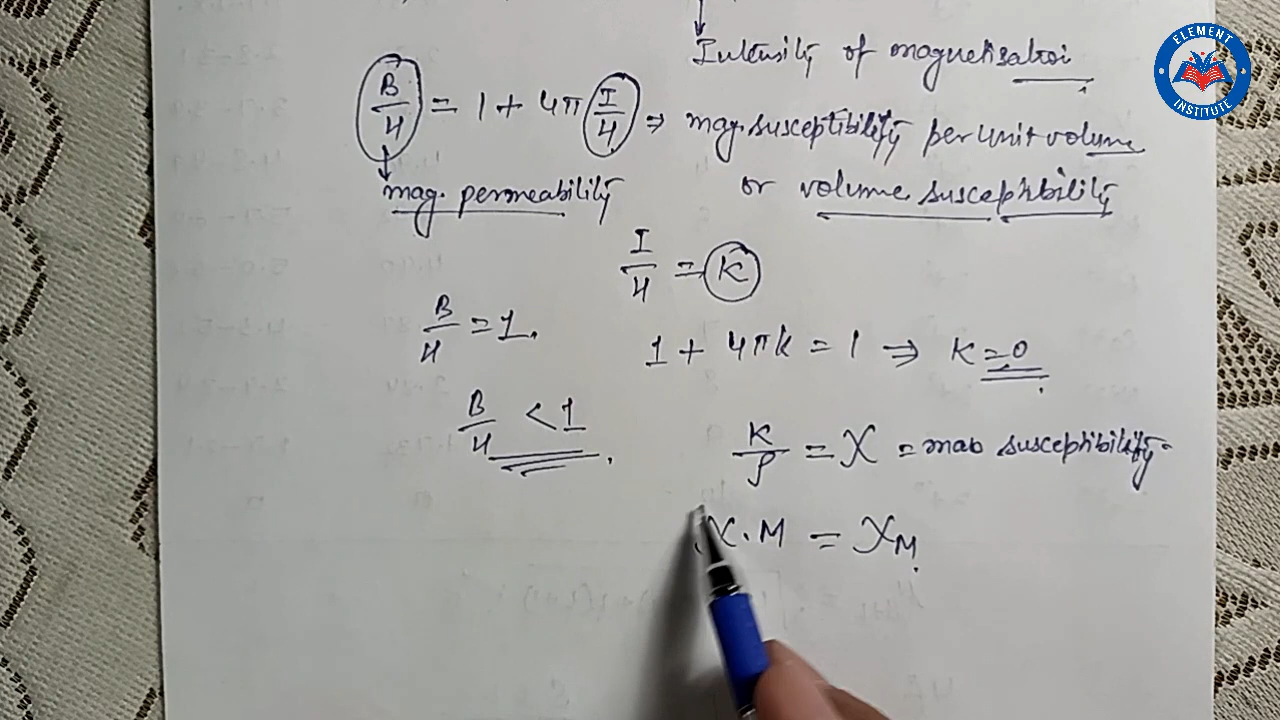 ELEMENT
INSTITUTE
Intensity of magnetisation
B/H = 1 + 4π I/H ⇒ mag. susceptibility per unit volume
mag. permeability or volume susceptibility
I/H = K
B/H = 1.
1 + 4πk = 1 ⇒ K = 0
B/H < 1
K/ρ = χ = mass susceptibility
χ.M = χM.